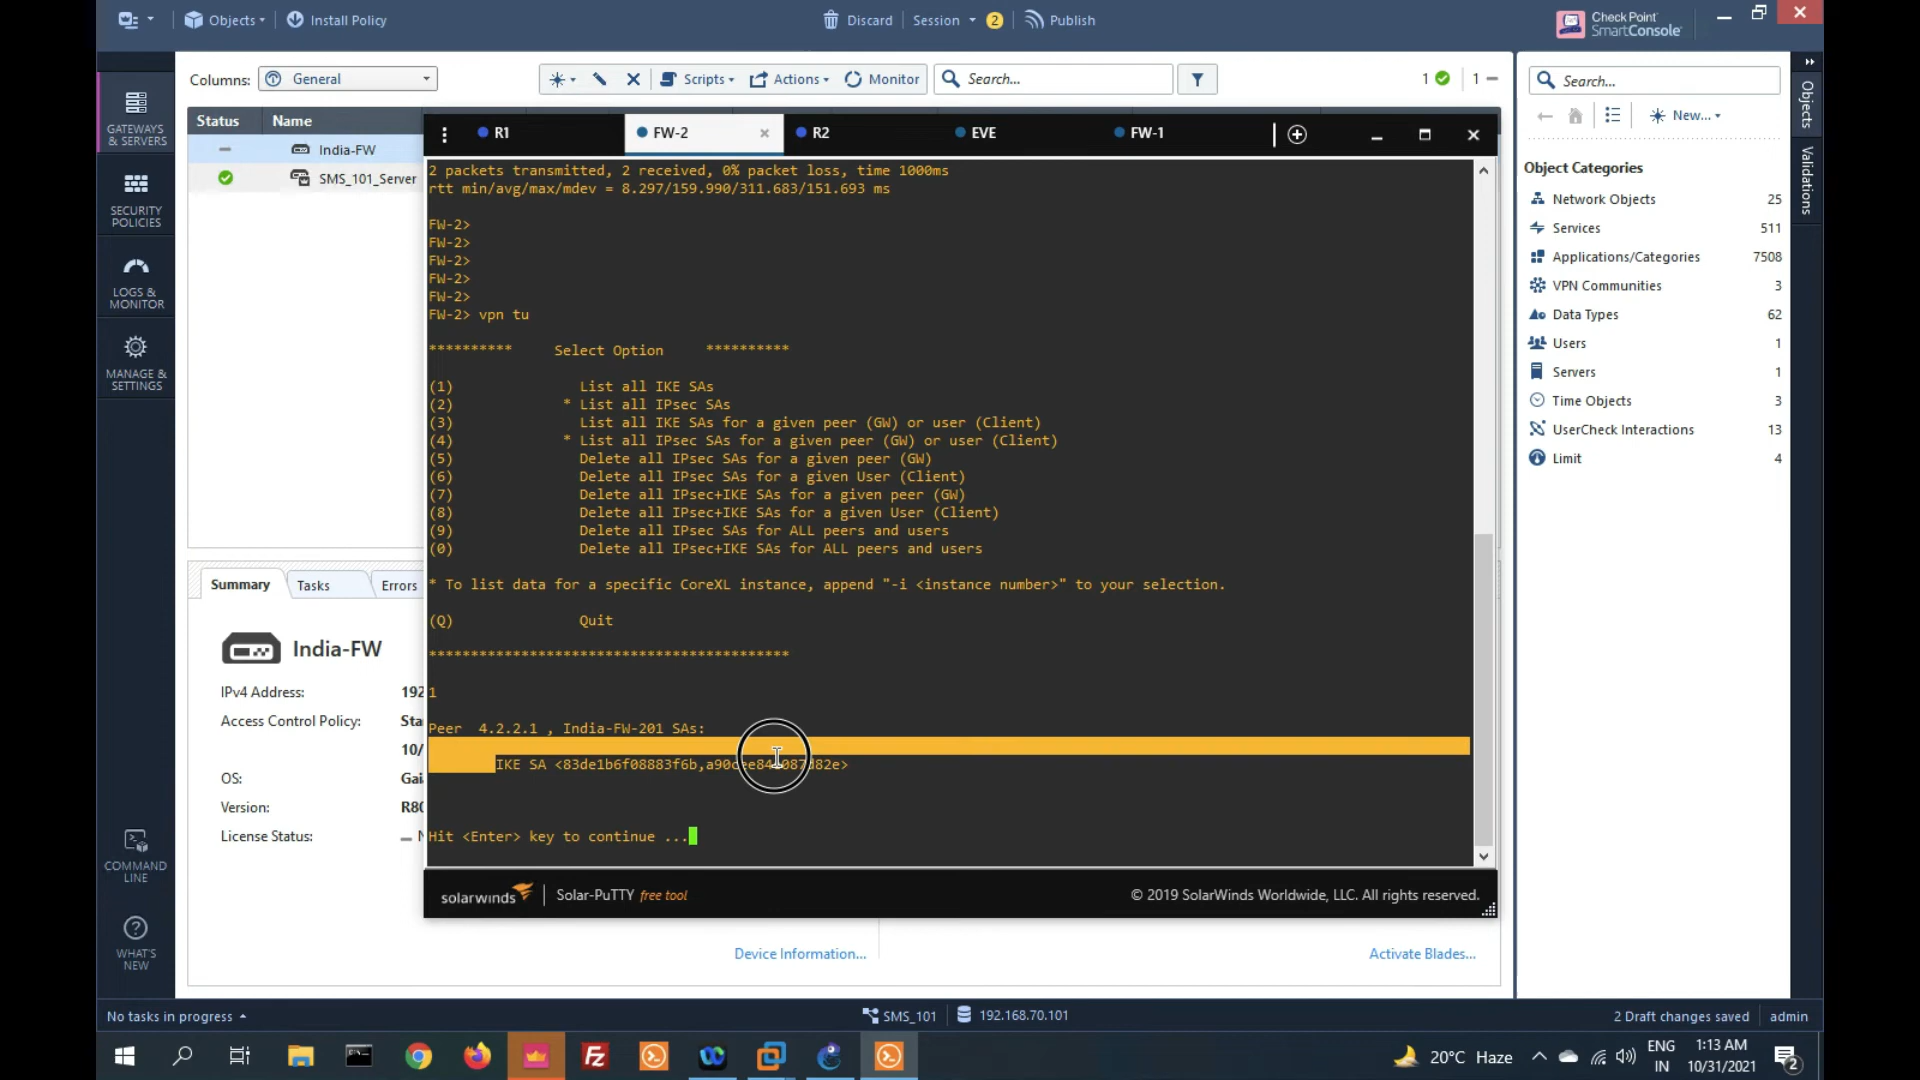 Objects
Install Policy
Discard
Session
2
Publish
Check Point
SmartConsole
Columns:
General
Scripts
Actions
Monitor
Search...
1
1
Search...
New...
Objects
Validations
GATEWAYS
& SERVERS
SECURITY
POLICIES
LOGS &
MONITOR
MANAGE &
SETTINGS
COMMAND
LINE
WHAT'S
NEW
Status
Name
India-FW
SMS_101_Server
R1
FW-2
R2
EVE
FW-1
2 packets transmitted, 2 received, 0% packet loss, time 1000ms
rtt min/avg/max/mdev = 8.297/159.990/311.683/151.693 ms
FW-2>
FW-2>
FW-2>
FW-2>
FW-2>
FW-2> vpn tu
********** Select Option **********
(1) List all IKE SAs
(2) * List all IPsec SAs
(3) List all IKE SAs for a given peer (GW) or user (Client)
(4) * List all IPsec SAs for a given peer (GW) or user (Client)
(5) Delete all IPsec SAs for a given peer (GW)
(6) Delete all IPsec SAs for a given User (Client)
(7) Delete all IPsec+IKE SAs for a given peer (GW)
(8) Delete all IPsec+IKE SAs for a given User (Client)
(9) Delete all IPsec SAs for ALL peers and users
(0) Delete all IPsec+IKE SAs for ALL peers and users
* To list data for a specific CoreXL instance, append "-i <instance number>" to your selection.
(Q) Quit
*******************************************
1
Peer 4.2.2.1 , India-FW-201 SAs:
IKE SA
Hit <Enter> key to continue ...
solarwinds
Solar-PuTTY free tool
© 2019 SolarWinds Worldwide, LLC. All rights reserved.
Summary
Tasks
Errors
India-FW
IPv4 Address:
192
Access Control Policy:
Sta
10/
OS:
Gai
Version:
R80
License Status:
Device Information...
Activate Blades...
Object Categories
Network Objects 25
Services 511
Applications/Categories 7508
VPN Communities 3
Data Types 62
Users 1
Servers 1
Time Objects 3
UserCheck Interactions 13
Limit 4
No tasks in progress
SMS_101
192.168.70.101
2 Draft changes saved
admin
20°C Haze
ENG
IN
1:13 AM
10/31/2021
2